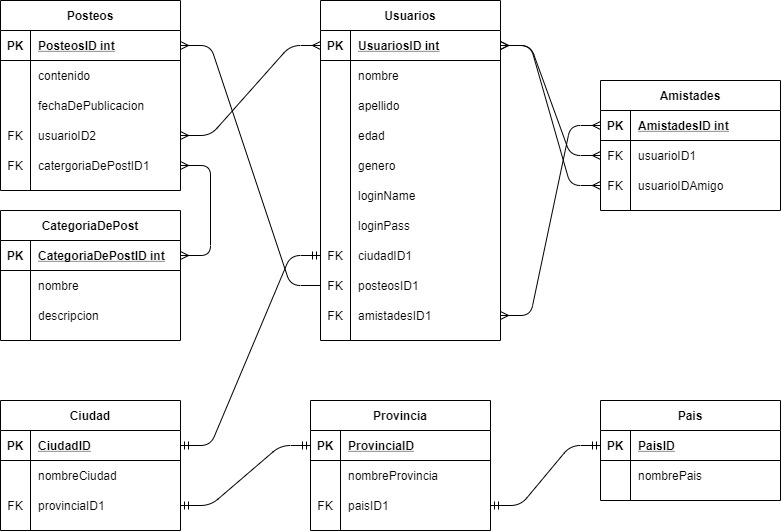 Posteos
PK PosteosID int
contenido
fechaDePublicacion
FK usuarioID2
FK catergoriaDePostID1
CategoriaDePost
PK CategoriaDePostID int
nombre
descripcion
Usuarios
PK UsuariosID int
nombre
apellido
edad
genero
loginName
loginPass
FK ciudadID1
FK posteosID1
FK amistadesID1
Amistades
PK AmistadesID int
FK usuarioID1
FK usuarioIDAmigo
Ciudad
PK CiudadID
nombreCiudad
FK provinciaID1
Provincia
PK ProvinciaID
nombreProvincia
FK paisID1
Pais
PK PaisID
nombrePais